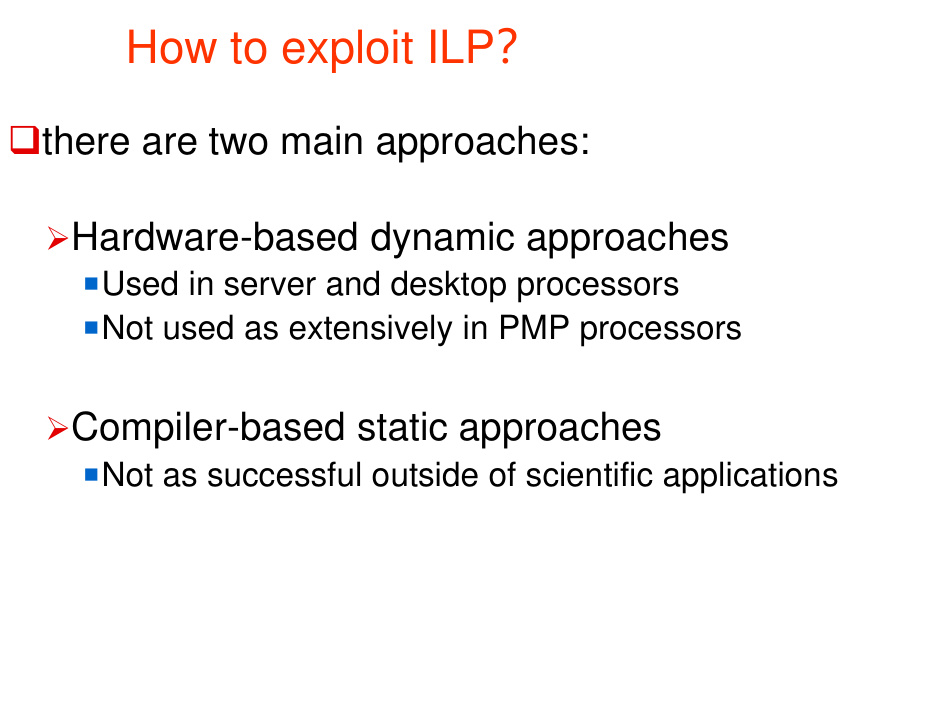 How to exploit ILP?
there are two main approaches:
Hardware-based dynamic approaches
Used in server and desktop processors
Not used as extensively in PMP processors
Compiler-based static approaches
Not as successful outside of scientific applications